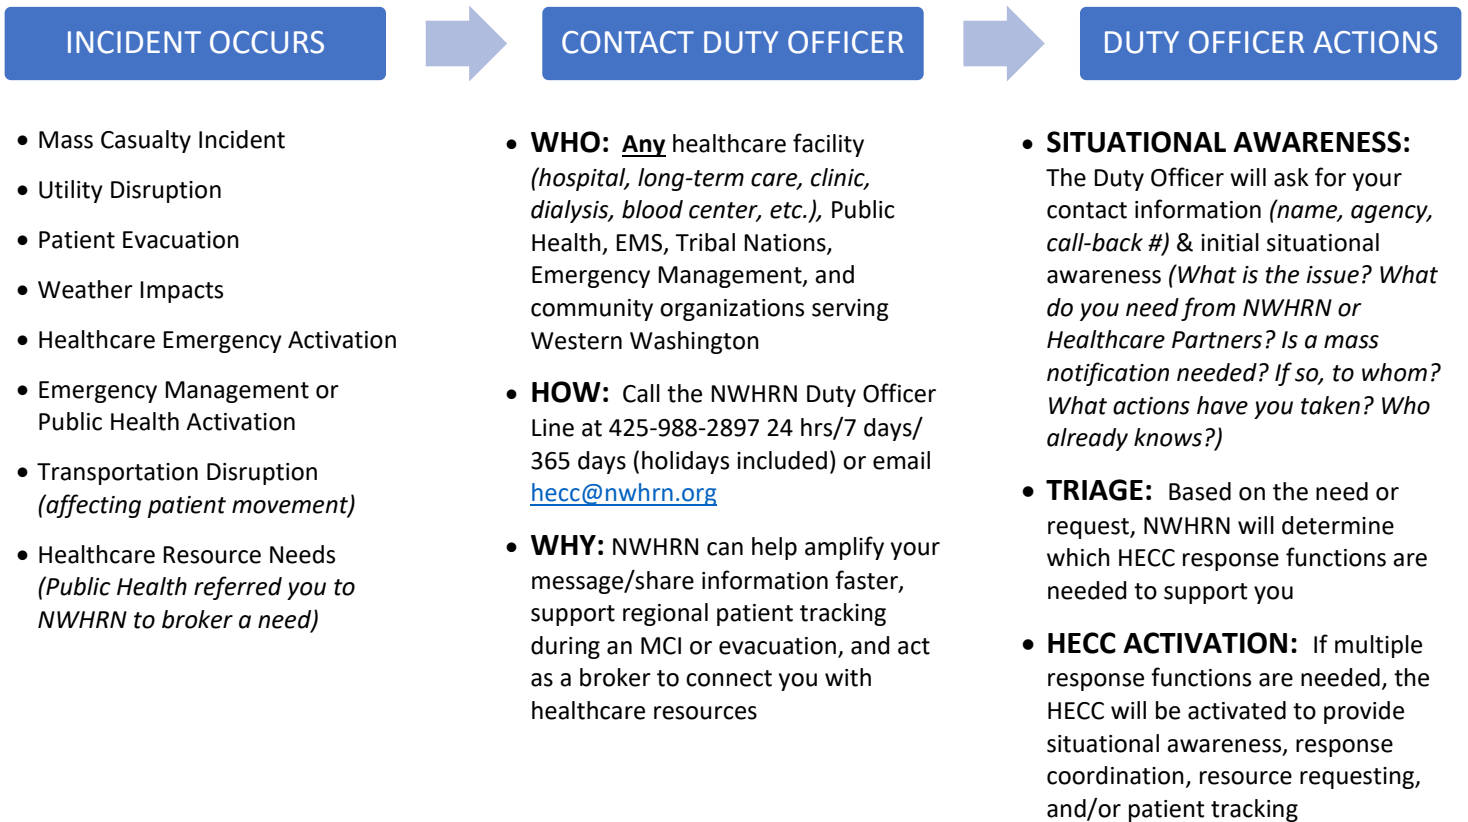 INCIDENT OCCURS
• Mass Casualty Incident
• Utility Disruption
• Patient Evacuation
• Weather Impacts
• Healthcare Emergency Activation
• Emergency Management or
Public Health Activation
• Transportation Disruption
(affecting patient movement)
• Healthcare Resource Needs
(Public Health referred you to
NWHRN to broker a need)
CONTACT DUTY OFFICER
• WHO: Any healthcare facility
(hospital, long-term care, clinic,
dialysis, blood center, etc.), Public
Health, EMS, Tribal Nations,
Emergency Management, and
community organizations serving
Western Washington
• HOW: Call the NWHRN Duty Officer
Line at 425-988-2897 24 hrs/7 days/
365 days (holidays included) or email
hecc@nwhrn.org
• WHY: NWHRN can help amplify your
message/share information faster,
support regional patient tracking
during an MCI or evacuation, and act
as a broker to connect you with
healthcare resources
DUTY OFFICER ACTIONS
• SITUATIONAL AWARENESS:
The Duty Officer will ask for your
contact information (name, agency,
call-back #) & initial situational
awareness (What is the issue? What
do you need from NWHRN or
Healthcare Partners? Is a mass
notification needed? If so, to whom?
What actions have you taken? Who
already knows?)
• TRIAGE: Based on the need or
request, NWHRN will determine
which HECC response functions are
needed to support you
• HECC ACTIVATION: If multiple
response functions are needed, the
HECC will be activated to provide
situational awareness, response
coordination, resource requesting,
and/or patient tracking